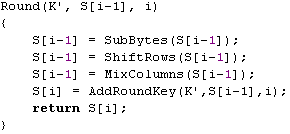 Round(K', S[i-1], i)
{
S[i-1] = SubBytes(S[i-1]);
S[i-1] = ShiftRows(S[i-1]);
S[i-1] = MixColumns(S[i-1]);
S[i] = AddRoundKey(K',S[i-1],i);
return S[i];
}